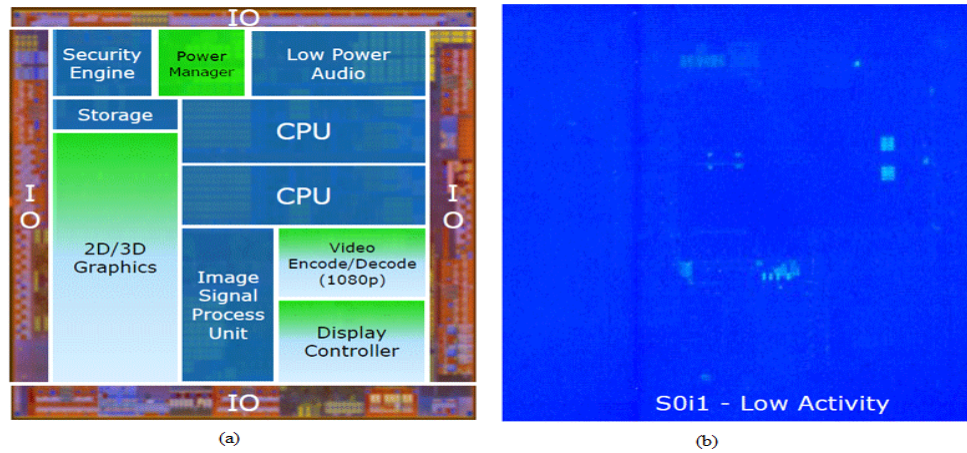 IO
Security
Engine
Power
Manager
Low Power
Audio
Storage
CPU
I
O
I
O
CPU
2D/3D
Graphics
Image
Signal
Process
Unit
Video
Encode/Decode
(1080p)
Display
Controller
IO
(a)
S0i1 - Low Activity
(b)